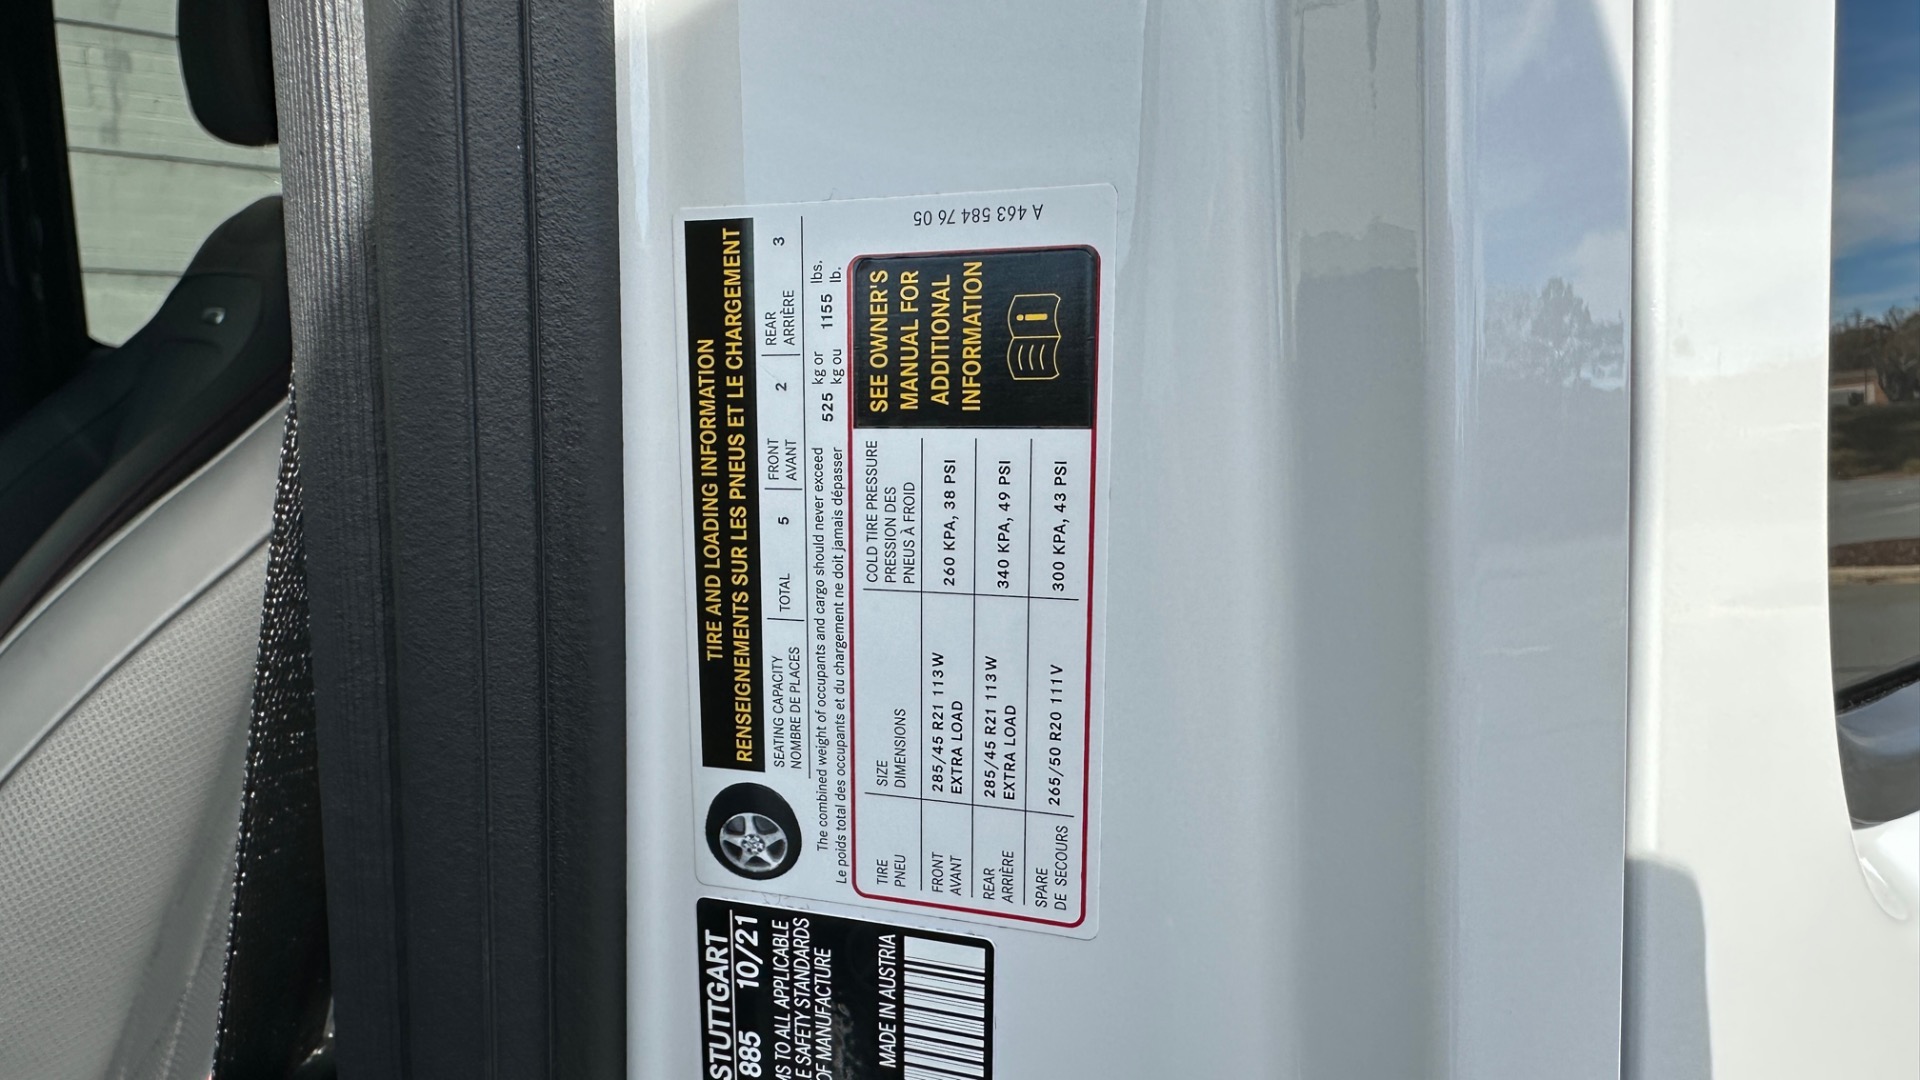 TIRE AND LOADING INFORMATION
RENSEIGNEMENTS SUR LES PNEUS ET LE CHARGEMENT
SEATING CAPACITY TOTAL 5 FRONT 2 REAR 3
NOMBRE DE PLACES AVANT ARRIÈRE
The combined weight of occupants and cargo should never exceed 525 kg or 1155 lbs.
Le poids total des occupants et du chargement ne doit jamais dépasser kg ou lb.
TIRE SIZE COLD TIRE PRESSURE
PNEU DIMENSIONS PRESSION DES
PNEUS À FROID
FRONT 285/45 R21 113W 260 KPA, 38 PSI
AVANT EXTRA LOAD
REAR 285/45 R21 113W 340 KPA, 49 PSI
ARRIÈRE EXTRA LOAD
SPARE 265/50 R20 111V 300 KPA, 43 PSI
DE SECOURS
SEE OWNER'S
MANUAL FOR
ADDITIONAL
INFORMATION
A 463 584 76 05
STUTTGART
885 10/21
MS TO ALL APPLICABLE
E SAFETY STANDARDS
OF MANUFACTURE
MADE IN AUSTRIA